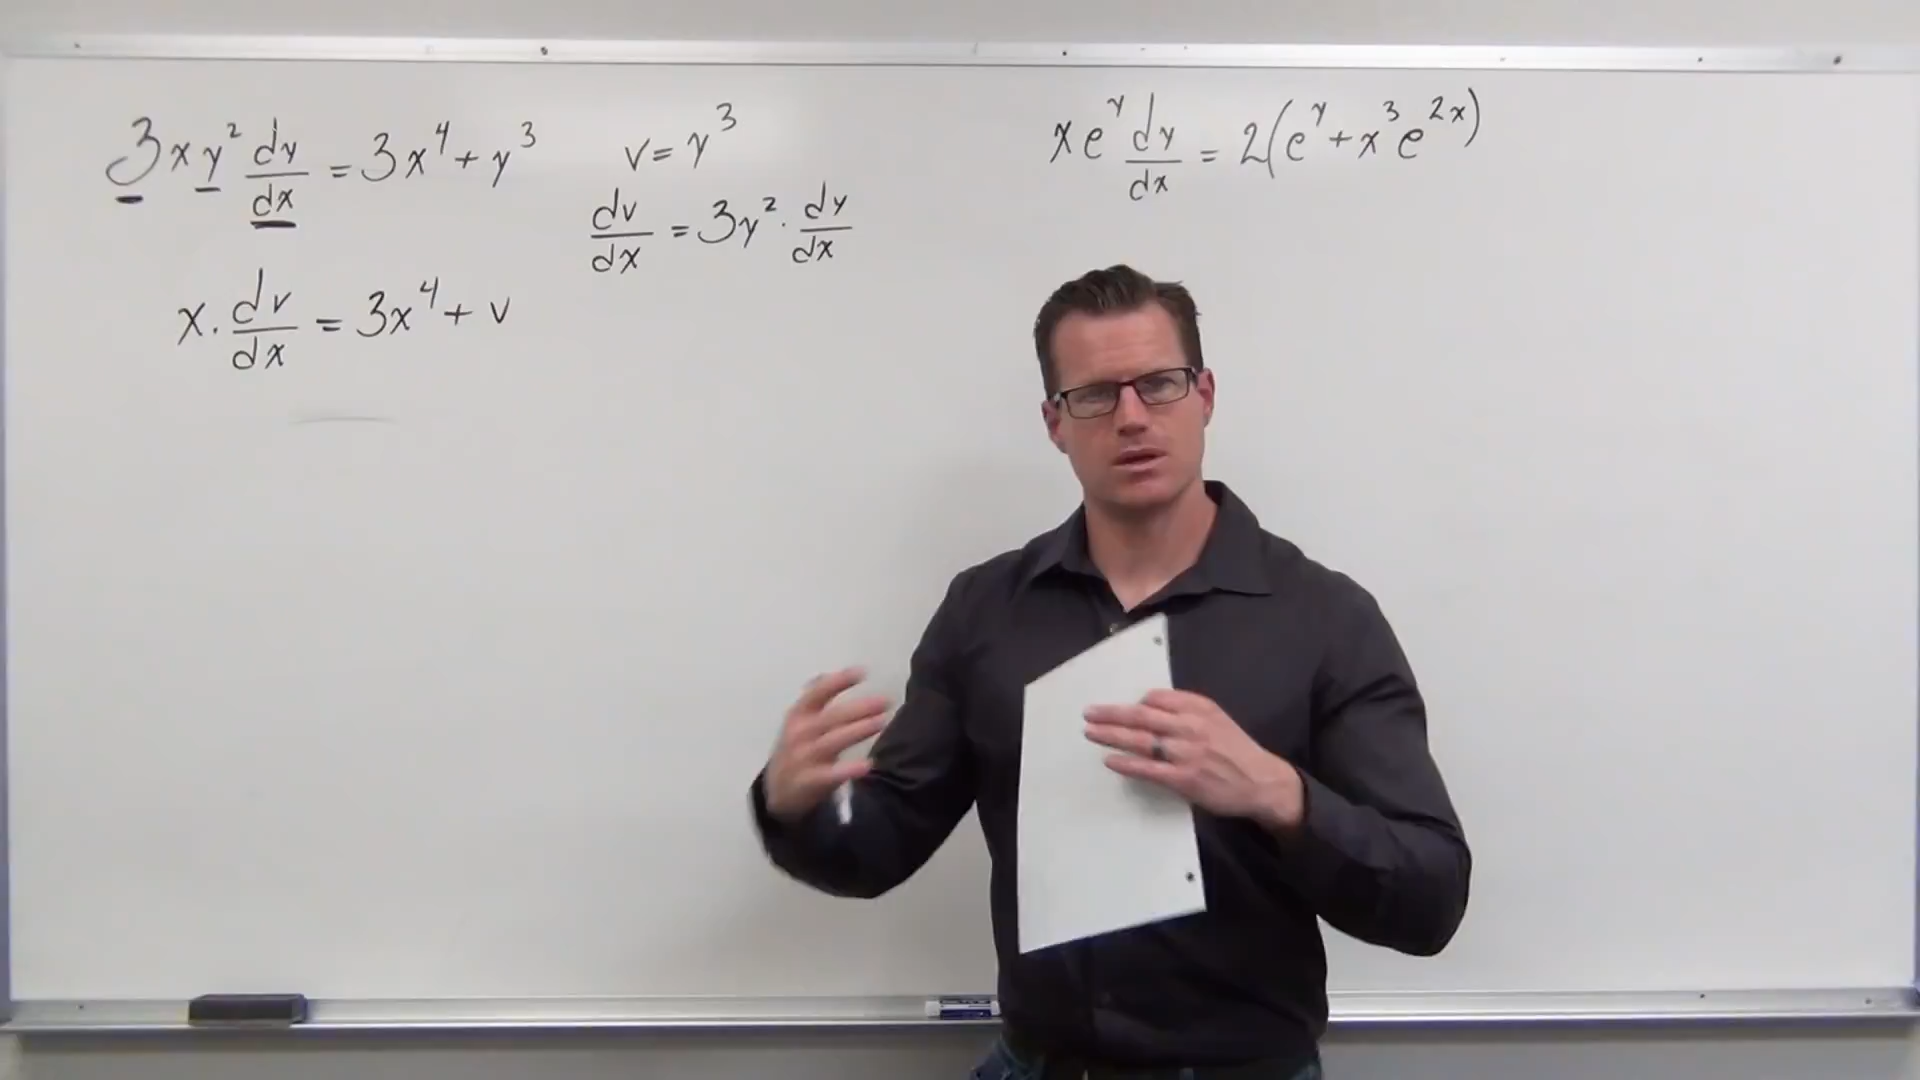 3xy² dy/dx = 3x⁴ + y³
v = y³
dv/dx = 3y² · dy/dx
x · dv/dx = 3x⁴ + v
xe^y dy/dx = 2(e^y + x³e^2x)